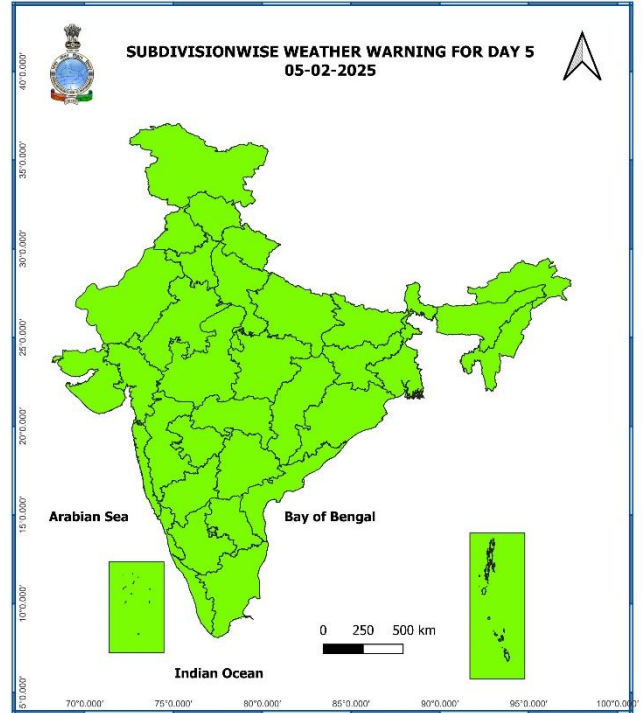 SUBDIVISIONWISE WEATHER WARNING FOR DAY 5
05-02-2025
40°0.000'
35°0.000'
30°0.000'
25°0.000'
20°0.000'
15°0.000'
10°0.000'
5°0.000'
Arabian Sea
Bay of Bengal
0 250 500 km
Indian Ocean
70°0.000' 75°0.000' 80°0.000' 85°0.000' 90°0.000' 95°0.000' 100°0.000'